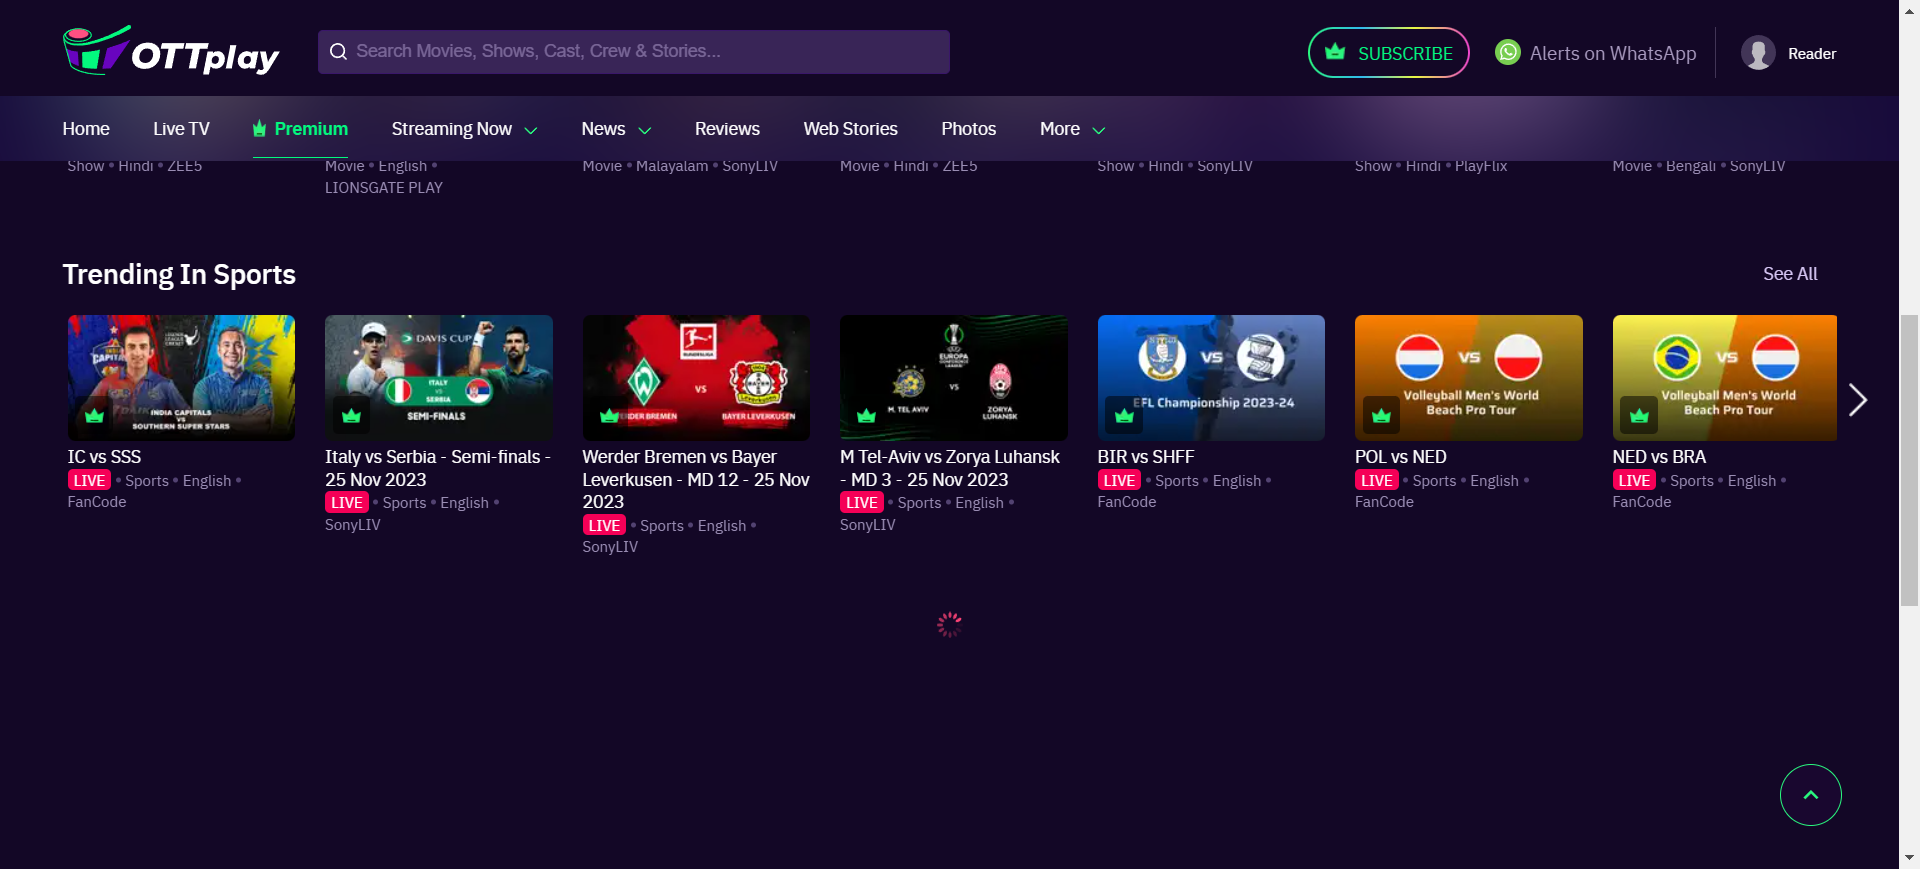 OTTplay
Search Movies, Shows, Cast, Crew & Stories...
SUBSCRIBE
Alerts on WhatsApp
Reader
Home
Live TV
Premium
Streaming Now
News
Reviews
Web Stories
Photos
More
Show • Hindi • ZEE5
Movie • English •
LIONSGATE PLAY
Movie • Malayalam • SonyLIV
Movie • Hindi • ZEE5
Show • Hindi • SonyLIV
Show • Hindi • PlayFlix
Movie • Bengali • SonyLIV
Trending In Sports
See All
INDIA CAPITALS
VS
SOUTHERN SUPER STARS
IC vs SSS
LIVE • Sports • English •
FanCode
DAVIS CUP
ITALY
VS
SERBIA
SEMI-FINALS
Italy vs Serbia - Semi-finals -
25 Nov 2023
LIVE • Sports • English •
SonyLIV
BUNDESLIGA
VS
BAYER LEVERKUSEN
Werder Bremen vs Bayer
Leverkusen - MD 12 - 25 Nov
2023
LIVE • Sports • English •
SonyLIV
EUROPA
CONFERENCE
VS
M. TEL AVIV
ZORYA
LUHANSK
M Tel-Aviv vs Zorya Luhansk
- MD 3 - 25 Nov 2023
LIVE • Sports • English •
SonyLIV
VS
EFL Championship 2023-24
BIR vs SHFF
LIVE • Sports • English •
FanCode
VS
Volleyball Men's World
Beach Pro Tour
POL vs NED
LIVE • Sports • English •
FanCode
VS
Volleyball Men's World
Beach Pro Tour
NED vs BRA
LIVE • Sports • English •
FanCode